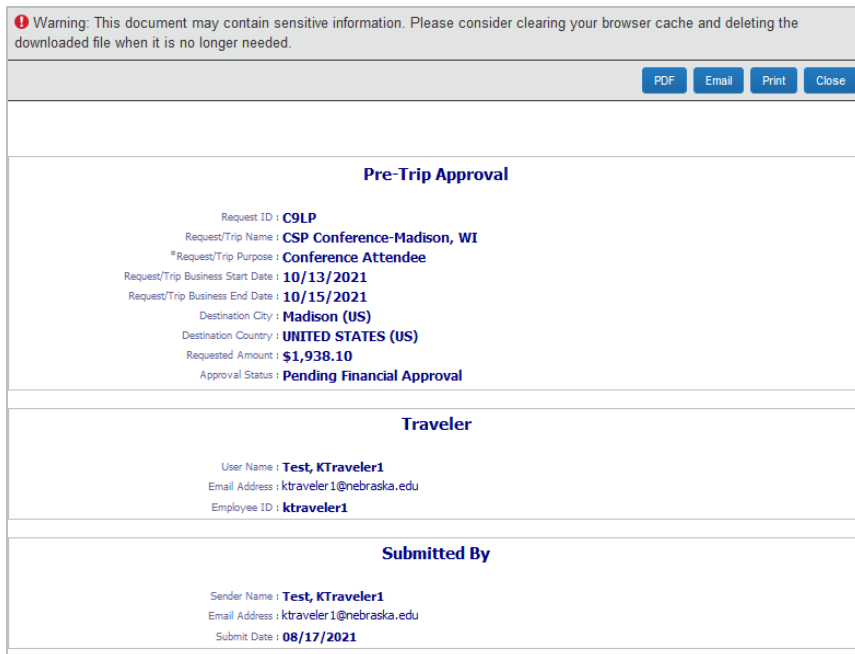 Warning: This document may contain sensitive information. Please consider clearing your browser cache and deleting the
downloaded file when it is no longer needed.
PDF Email Print Close
Pre-Trip Approval
Request ID : C9LP
Request/Trip Name : CSP Conference-Madison, WI
*Request/Trip Purpose : Conference Attendee
Request/Trip Business Start Date : 10/13/2021
Request/Trip Business End Date : 10/15/2021
Destination City : Madison (US)
Destination Country : UNITED STATES (US)
Requested Amount : $1,938.10
Approval Status : Pending Financial Approval
Traveler
User Name : Test, KTraveler1
Email Address : ktraveler1@nebraska.edu
Employee ID : ktraveler1
Submitted By
Sender Name : Test, KTraveler1
Email Address : ktraveler1@nebraska.edu
Submit Date : 08/17/2021